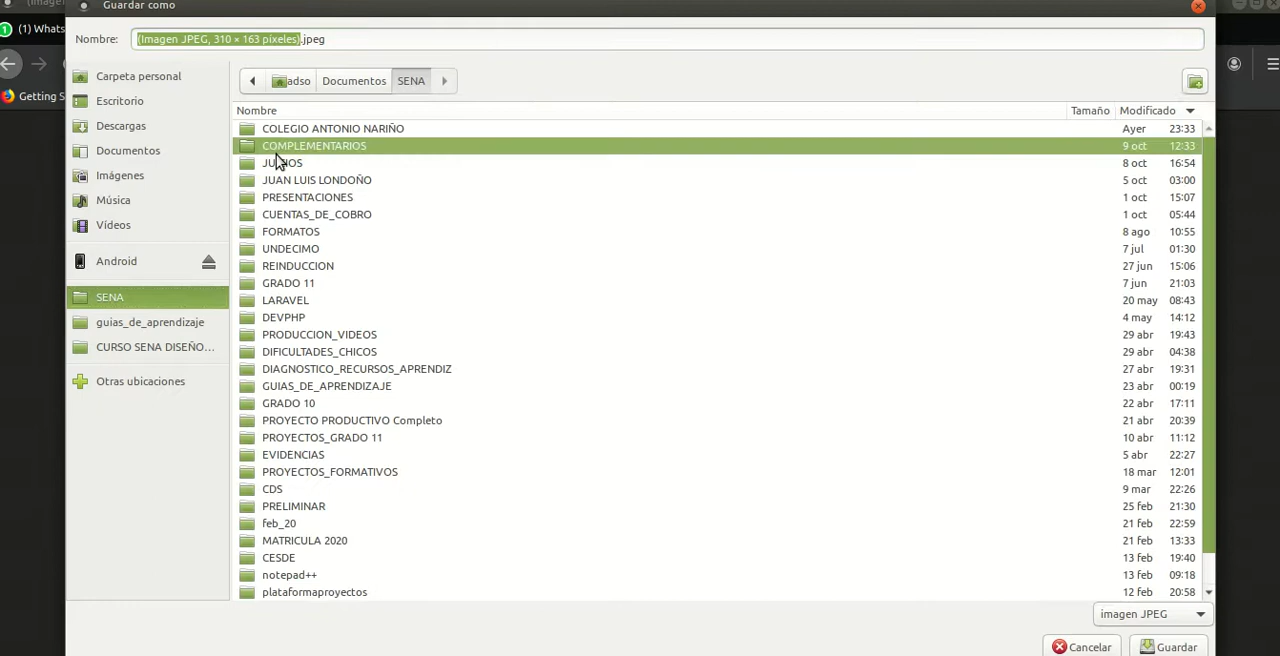 (Imagen
Guardar como
(1) Whats
Nombre: (Imagen JPEG, 310 × 163 píxeles).jpeg
Getting S
Carpeta personal
Escritorio
Descargas
Documentos
Imágenes
Música
Vídeos
Android
SENA
guias_de_aprendizaje
CURSO SENA DISEÑO...
Otras ubicaciones
adso Documentos SENA
Nombre Tamaño Modificado
COLEGIO ANTONIO NARIÑO Ayer 23:33
COMPLEMENTARIOS 9 oct 12:33
8 oct 16:54
JUAN LUIS LONDOÑO 5 oct 03:00
PRESENTACIONES 1 oct 15:07
CUENTAS_DE_COBRO 1 oct 05:44
FORMATOS 8 ago 10:55
UNDECIMO 7 jul 01:30
REINDUCCION 27 jun 15:06
GRADO 11 7 jun 21:03
LARAVEL 20 may 08:43
DEVPHP 4 may 14:12
PRODUCCION_VIDEOS 29 abr 19:43
DIFICULTADES_CHICOS 29 abr 04:38
DIAGNOSTICO_RECURSOS_APRENDIZ 27 abr 19:31
GUIAS_DE_APRENDIZAJE 23 abr 00:19
GRADO 10 22 abr 17:11
PROYECTO PRODUCTIVO Completo 21 abr 20:39
PROYECTOS_GRADO 11 10 abr 11:12
EVIDENCIAS 5 abr 22:27
PROYECTOS_FORMATIVOS 18 mar 12:01
CDS 9 mar 22:26
PRELIMINAR 25 feb 21:30
feb_20 21 feb 22:59
MATRICULA 2020 21 feb 13:33
CESDE 13 feb 19:40
notepad++ 13 feb 09:18
plataformaproyectos 12 feb 20:58
imagen JPEG
Cancelar Guardar